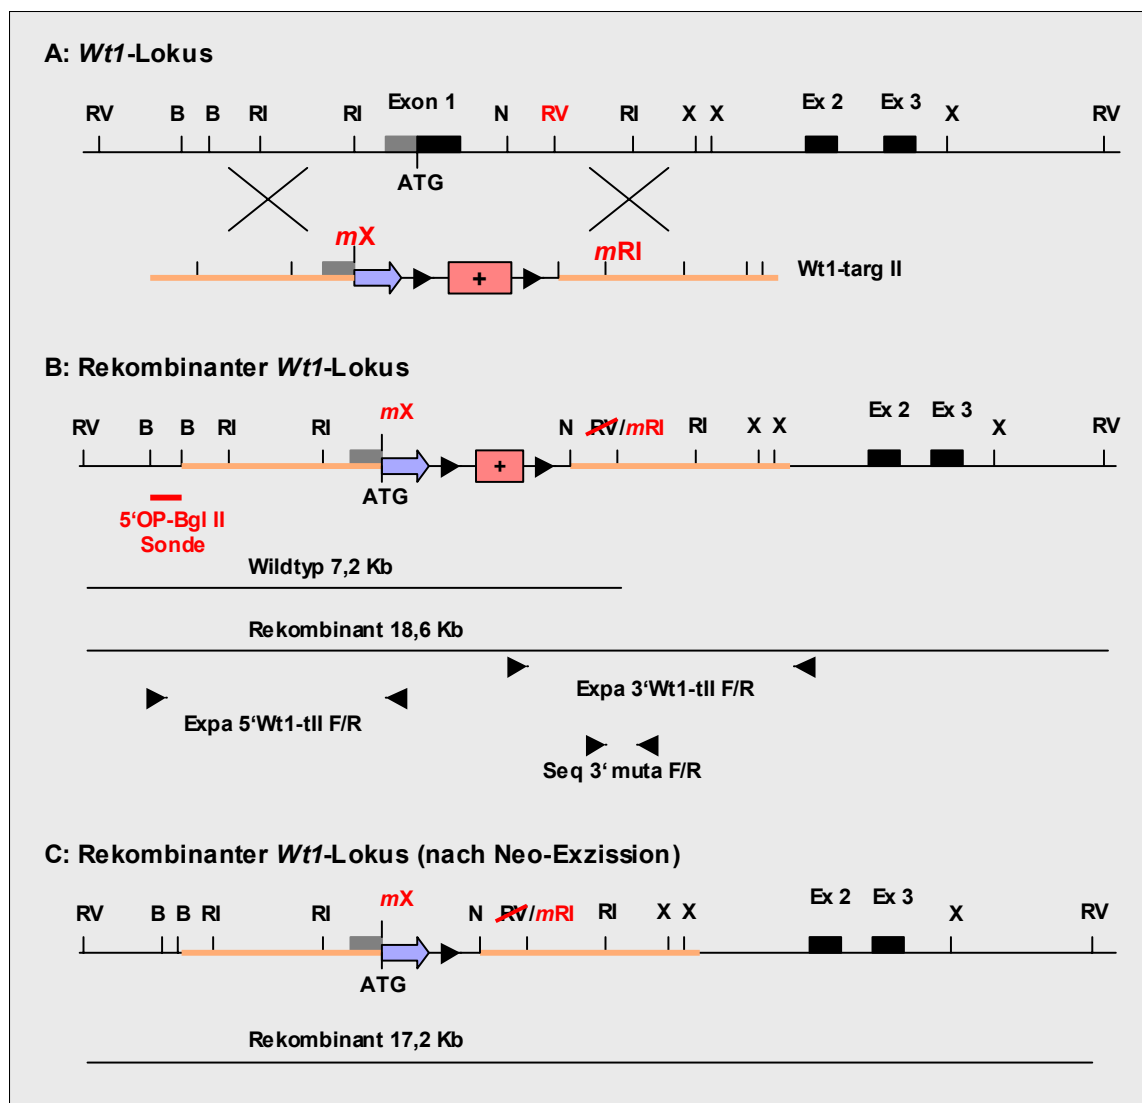 A: Wt1-Lokus
RV B B RI RI Exon 1 N RV RI X X Ex 2 Ex 3 X RV
ATG
mX mRI
+ Wt1-targ II
B: Rekombinanter Wt1-Lokus
RV B B RI RI mX N RV/mRI RI X X Ex 2 Ex 3 X RV
+
ATG
5‘OP-Bgl II
Sonde
Wildtyp 7,2 Kb
Rekombinant 18,6 Kb
Expa 3‘Wt1-tII F/R
Expa 5‘Wt1-tII F/R
Seq 3‘ muta F/R
C: Rekombinanter Wt1-Lokus (nach Neo-Exzission)
RV B B RI RI mX N RV/mRI RI X X Ex 2 Ex 3 X RV
ATG
Rekombinant 17,2 Kb